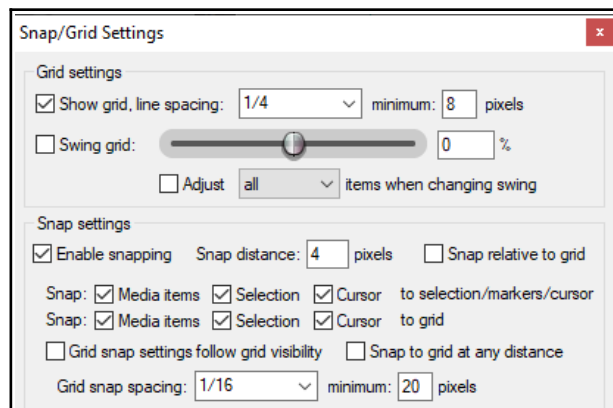 Snap/Grid Settings x
Grid settings
Show grid, line spacing: 1/4 minimum: 8 pixels
Swing grid: 0 %
Adjust all items when changing swing
Snap settings
Enable snapping Snap distance: 4 pixels Snap relative to grid
Snap: Media items Selection Cursor to selection/markers/cursor
Snap: Media items Selection Cursor to grid
Grid snap settings follow grid visibility Snap to grid at any distance
Grid snap spacing: 1/16 minimum: 20 pixels